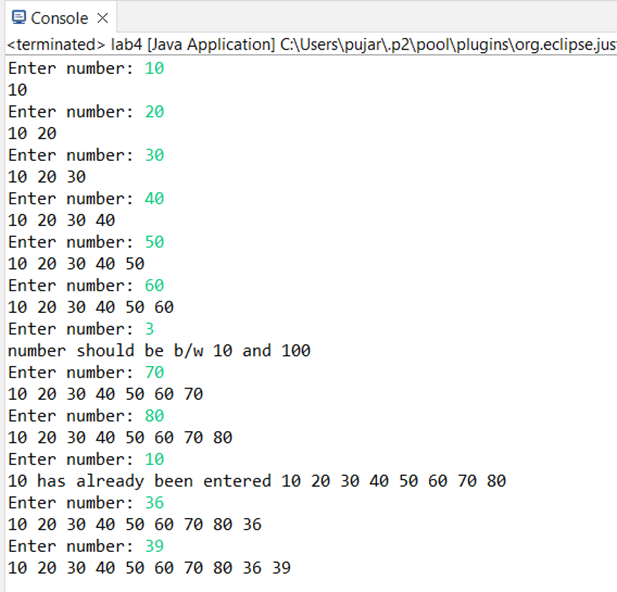 Console
<terminated> lab4 [Java Application] C:\Users\pujar\.p2\pool\plugins\org.eclipse.jus
Enter number: 10
10
Enter number: 20
10 20
Enter number: 30
10 20 30
Enter number: 40
10 20 30 40
Enter number: 50
10 20 30 40 50
Enter number: 60
10 20 30 40 50 60
Enter number: 3
number should be b/w 10 and 100
Enter number: 70
10 20 30 40 50 60 70
Enter number: 80
10 20 30 40 50 60 70 80
Enter number: 10
10 has already been entered 10 20 30 40 50 60 70 80
Enter number: 36
10 20 30 40 50 60 70 80 36
Enter number: 39
10 20 30 40 50 60 70 80 36 39